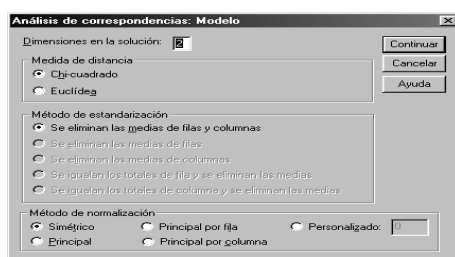 Análisis de correspondencias: Modelo
Dimensiones en la solución: 2
Continuar
Cancelar
Ayuda
Medida de distancia
Chi-cuadrado
Euclídea
Método de estandarización
Se eliminan las medias de filas y columnas
Se eliminan las medias de filas
Se eliminan las medias de columnas
Se igualan los totales de fila y se eliminan las medias
Se igualan los totales de columna y se eliminan las medias
Método de normalización
Simétrico Principal por fila Personalizado: 0
Principal Principal por columna